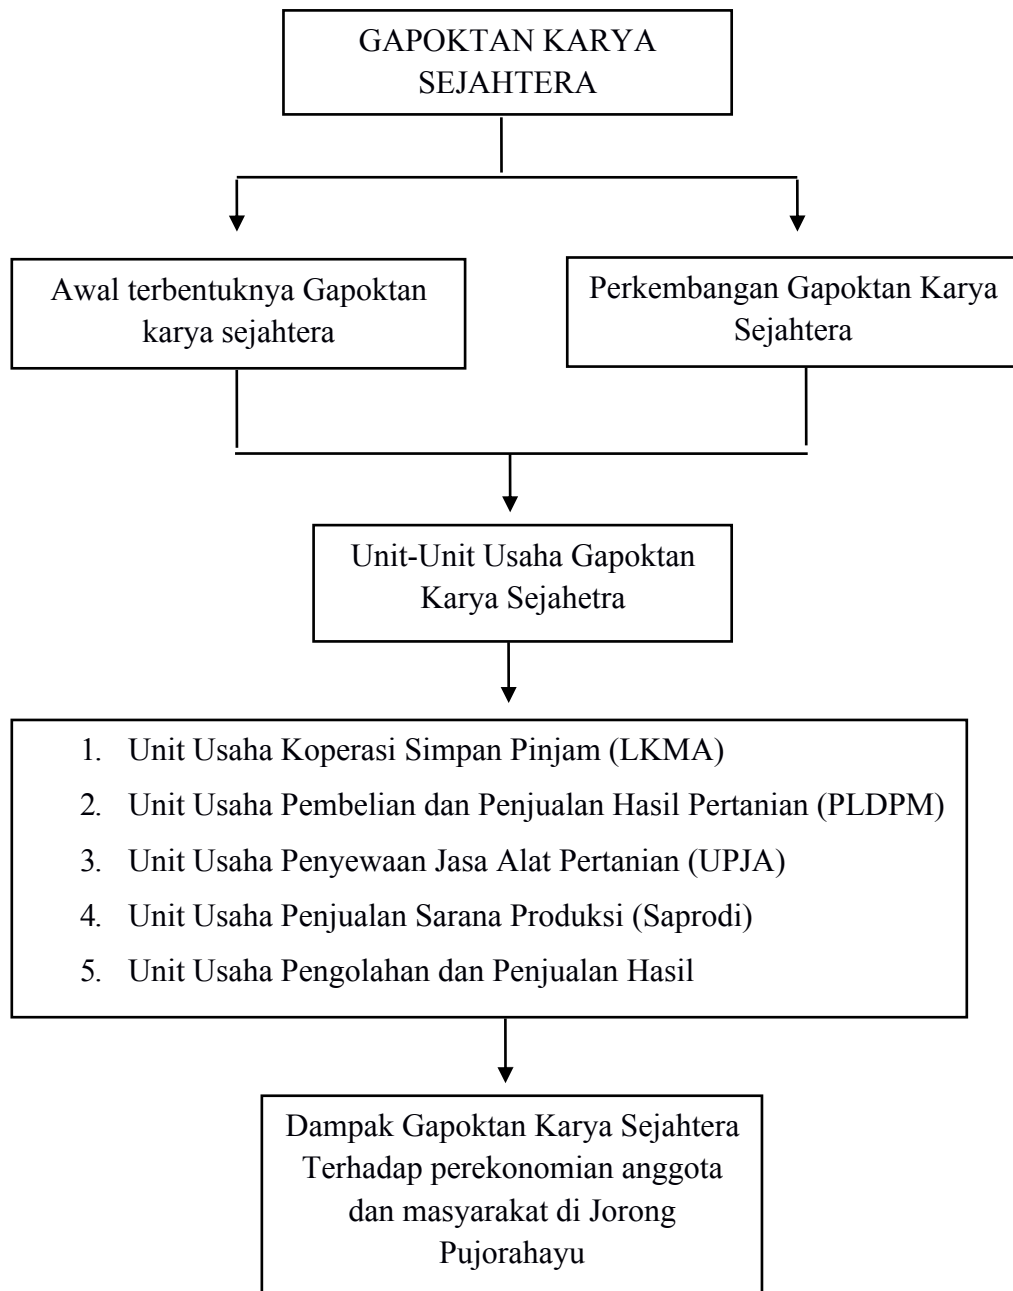 GAPOKTAN KARYA
SEJAHTERA
Awal terbentuknya Gapoktan
karya sejahtera
Perkembangan Gapoktan Karya
Sejahtera
Unit-Unit Usaha Gapoktan
Karya Sejahetra
1. Unit Usaha Koperasi Simpan Pinjam (LKMA)
2. Unit Usaha Pembelian dan Penjualan Hasil Pertanian (PLDPM)
3. Unit Usaha Penyewaan Jasa Alat Pertanian (UPJA)
4. Unit Usaha Penjualan Sarana Produksi (Saprodi)
5. Unit Usaha Pengolahan dan Penjualan Hasil
Dampak Gapoktan Karya Sejahtera
Terhadap perekonomian anggota
dan masyarakat di Jorong
Pujorahayu